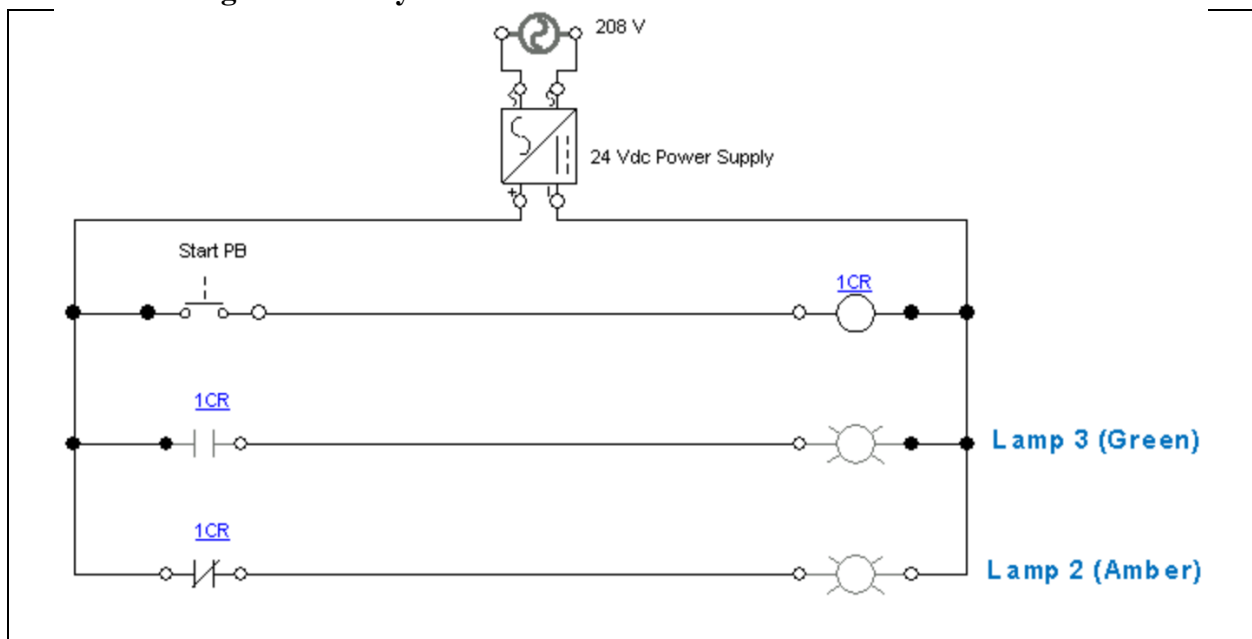 208 V
24 Vdc Power Supply
+
Start PB
1CR
1CR
Lamp 3 (Green)
1CR
Lamp 2 (Amber)